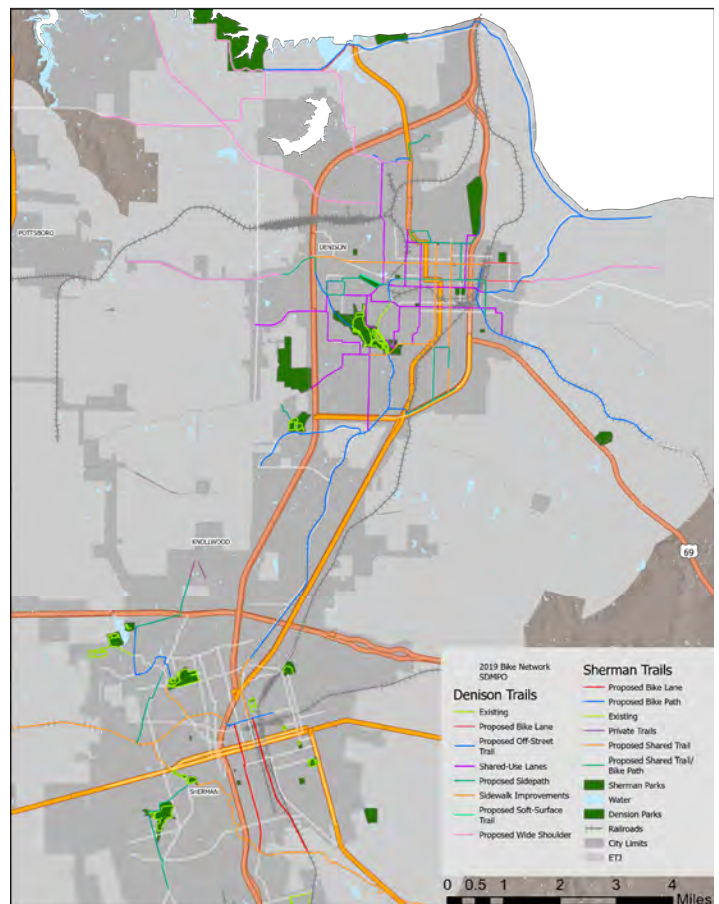 POTTSBORO
DENISON
KNOLLWOOD
69
SHERMAN
2019 Bike Network
SDMPO
Denison Trails
Existing
Proposed Bike Lane
Proposed Off-Street
Trail
Shared-Use Lanes
Proposed Sidepath
Sidewalk Improvements
Proposed Soft-Surface
Trail
Proposed Wide Shoulder
Sherman Trails
Proposed Bike Lane
Proposed Bike Path
Existing
Private Trails
Proposed Shared Trail
Proposed Shared Trail/
Bike Path
Sherman Parks
Water
Dension Parks
Railroads
City Limits
ETJ
0 0.5 1 2 3 4
Miles